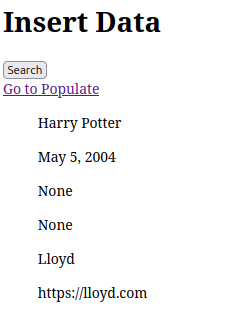 Insert Data
Search
Go to Populate
Harry Potter
May 5, 2004
None
None
Lloyd
https://lloyd.com